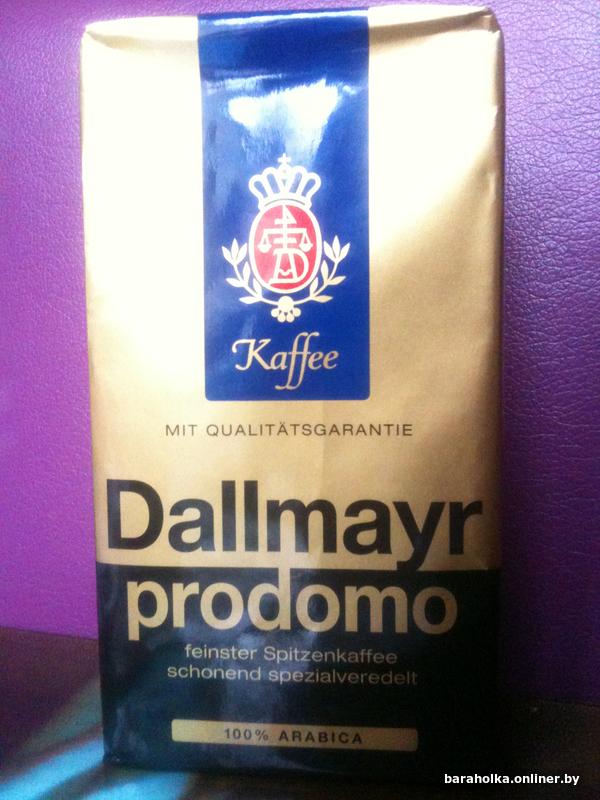 Kaffee
MIT QUALITÄTSGARANTIE
Dallmayr
prodomo
feinster Spitzenkaffee
schonend spezialveredelt
100% ARABICA
baraholka.onliner.by